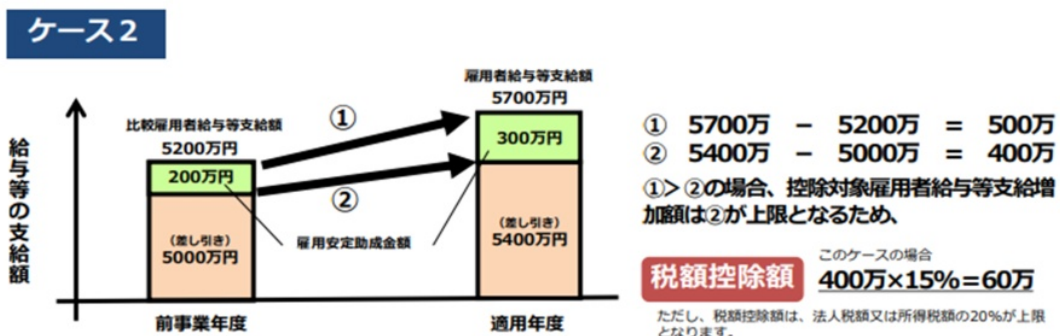 ケース２
雇用者給与等支給額
5700万円
比較雇用者給与等支給額
5200万円
①
300万円
200万円
②
(差し引き)
5000万円
雇用安定助成金額
(差し引き)
5400万円
給与等の支給額
前事業年度
適用年度
① 5700万 － 5200万 ＝ 500万
② 5400万 － 5000万 ＝ 400万
①＞②の場合、控除対象雇用者給与等支給増
加額は②が上限となるため、
税額控除額
このケースの場合
400万×15%＝60万
ただし、税額控除額は、法人税額又は所得税額の20%が上限
となります。